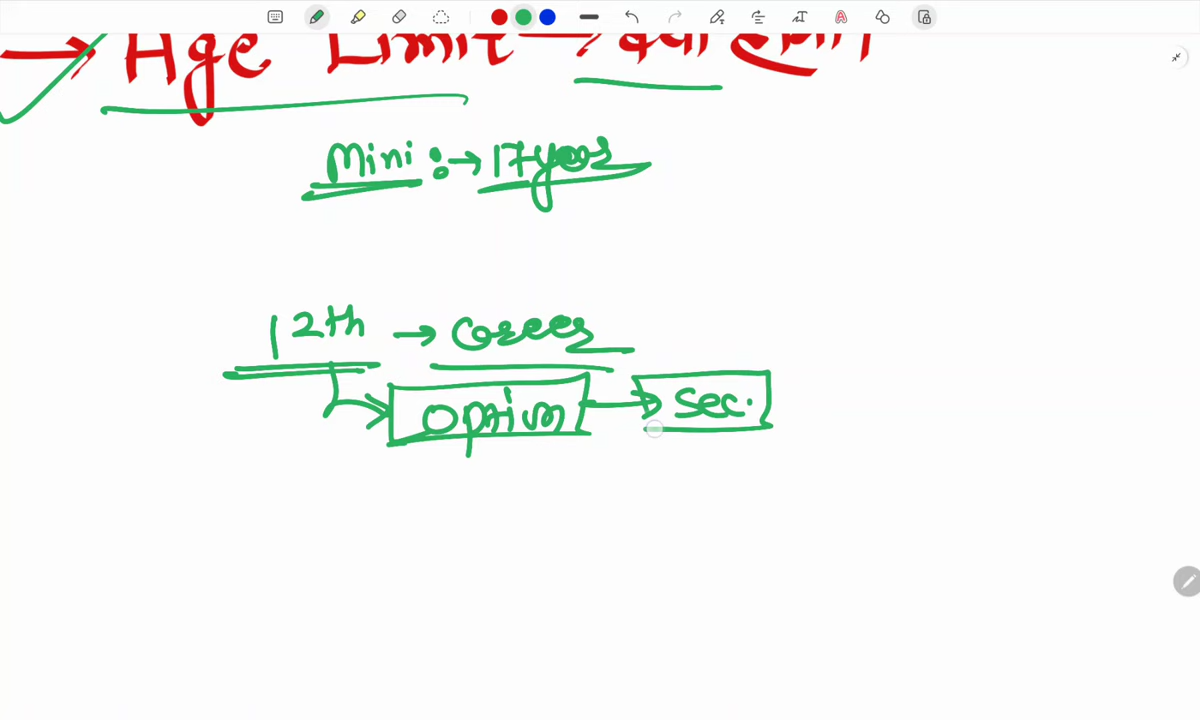 → Age Limit → क्या होगी
Mini : → 17 years
12th → Career
Option → Sec.